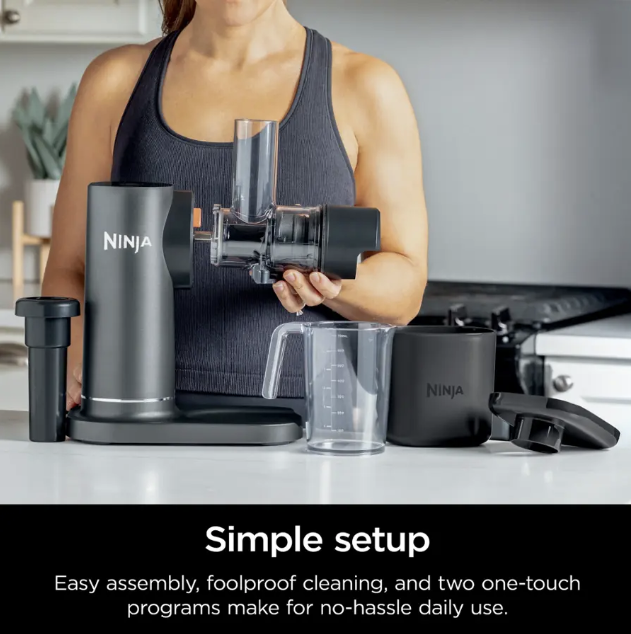 NINJA
NINJA
Simple setup
Easy assembly, foolproof cleaning, and two one-touch
programs make for no-hassle daily use.